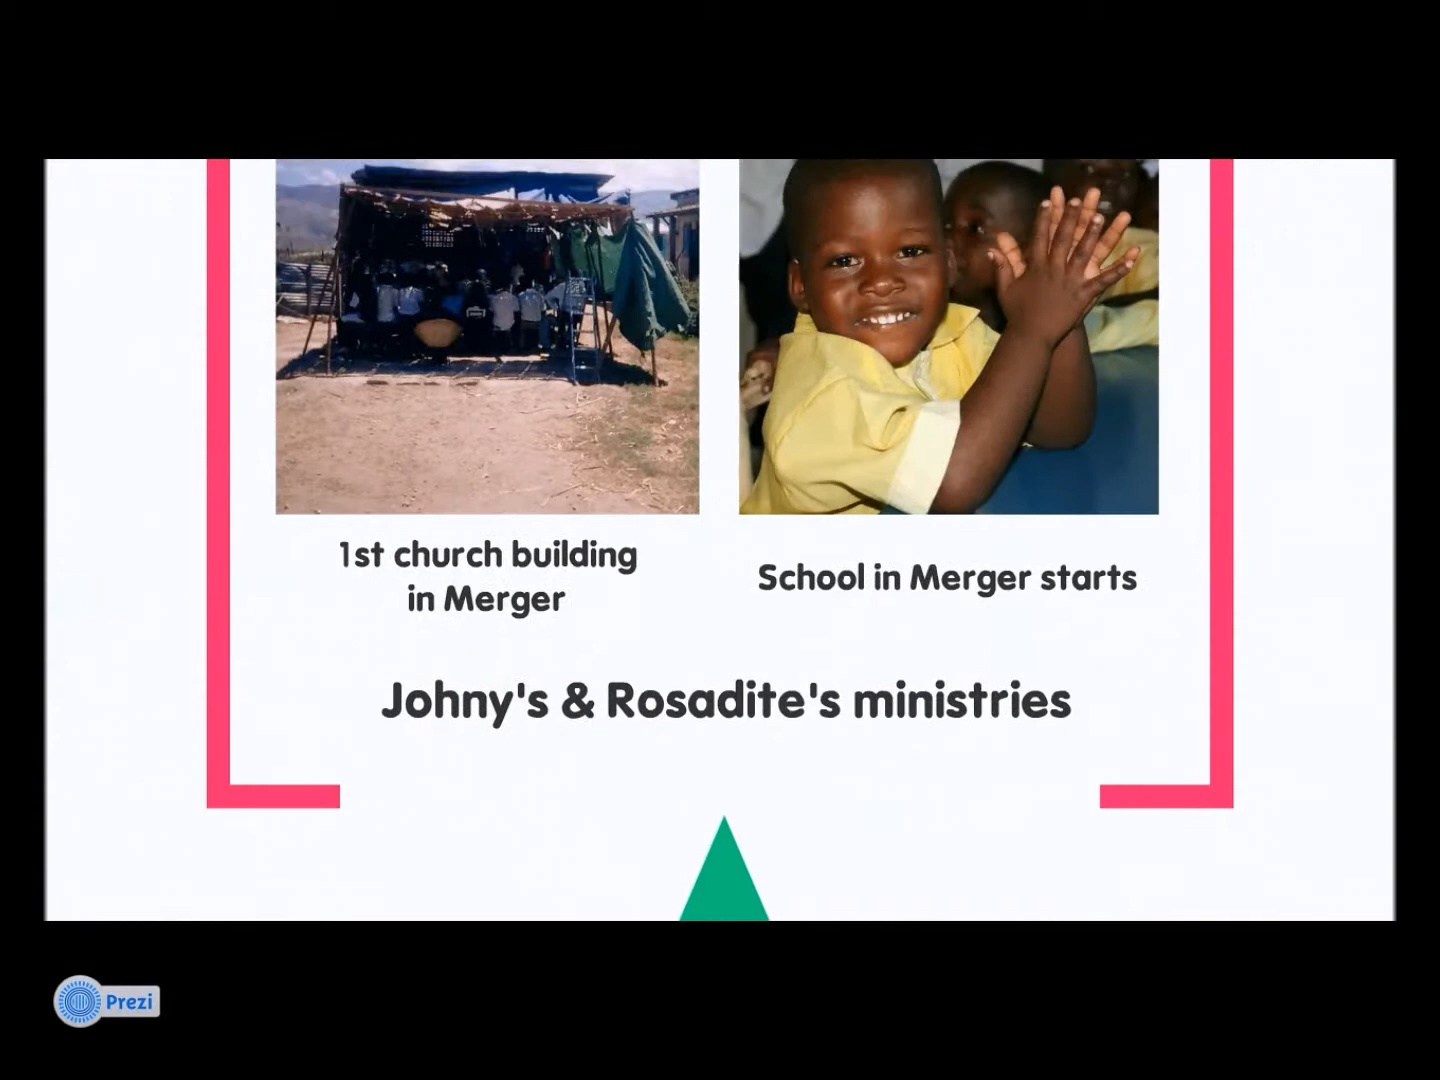 1st church building
in Merger
School in Merger starts
Johny's & Rosadite's ministries
Prezi